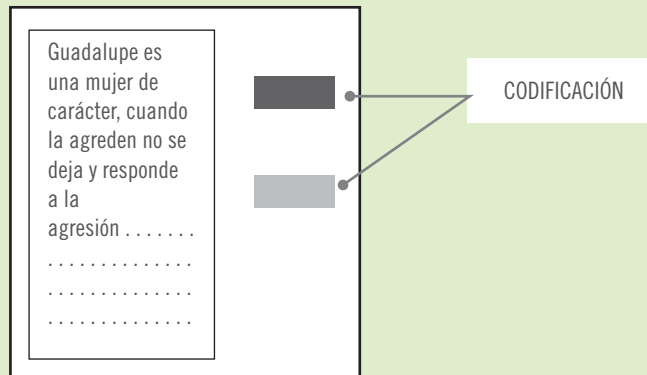 Guadalupe es
una mujer de
carácter, cuando
la agreden no se
deja y responde
a la
agresión . . . . . . .
. . . . . . . . . . . . . .
. . . . . . . . . . . . . .
. . . . . . . . . . . . . .
CODIFICACIÓN